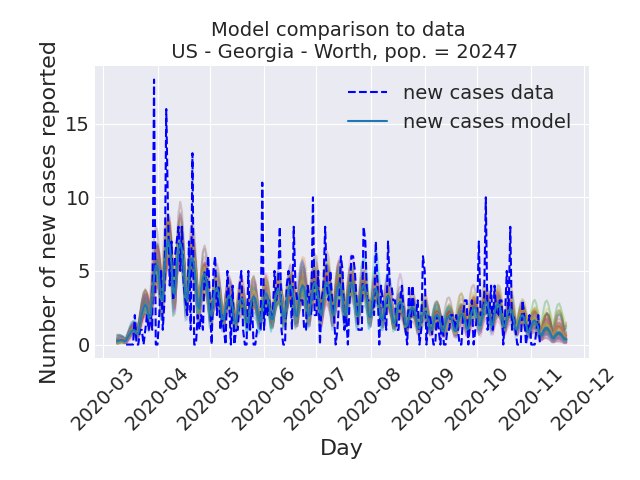 Model comparison to data
US - Georgia - Worth, pop. = 20247
new cases data
new cases model
Number of new cases reported
15
10
5
0
2020-03
2020-04
2020-05
2020-06
2020-07
2020-08
2020-09
2020-10
2020-11
2020-12
Day